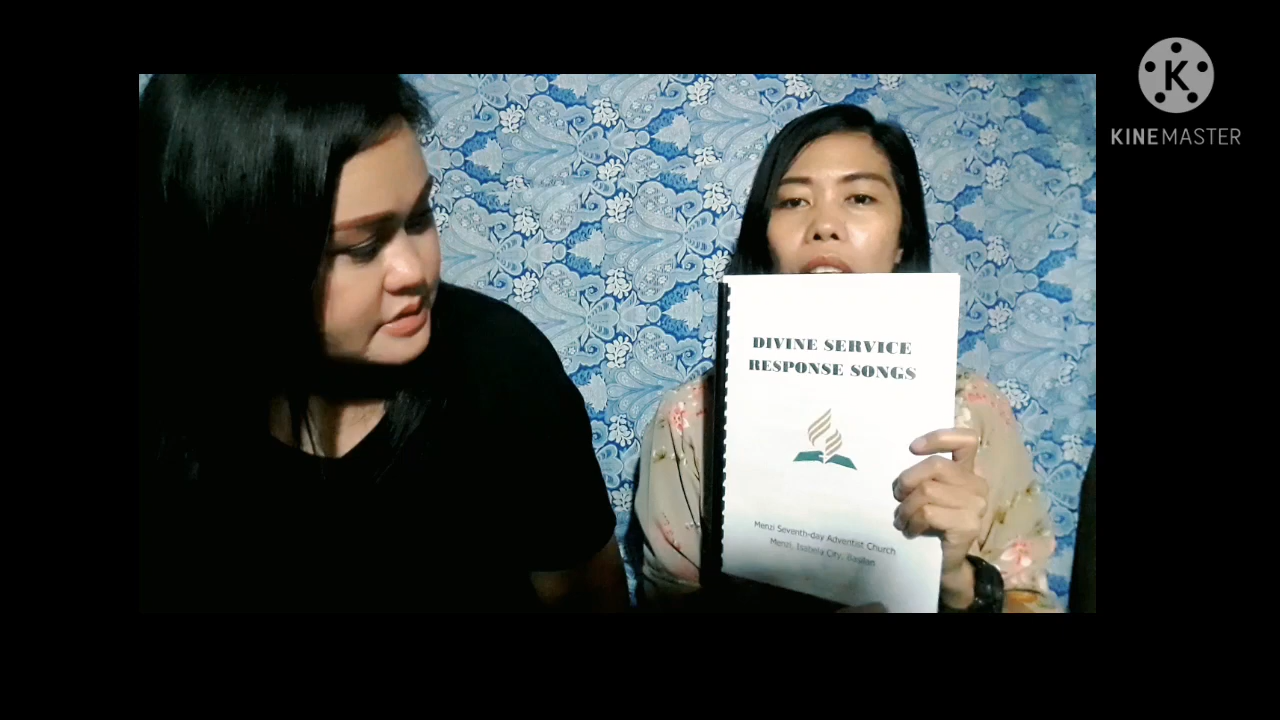 KINEMASTER
DIVINE SERVICE
RESPONSE SONGS
Menzi Seventh-day Adventist Church
Menzi, Isabela City, Basilan